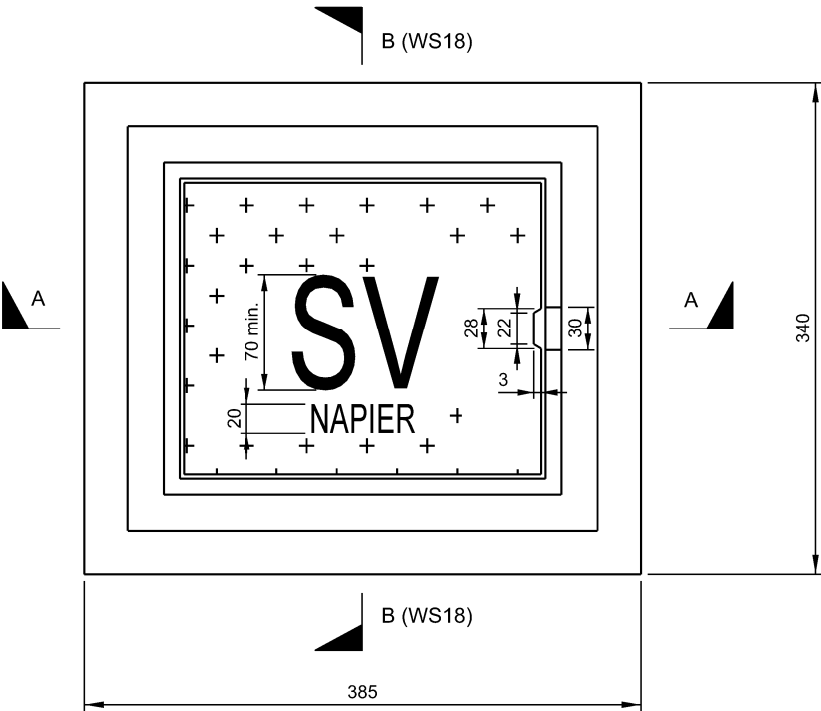 B (WS18)
A
A
SV
70 min.
28
22
30
340
3
20
NAPIER
B (WS18)
385